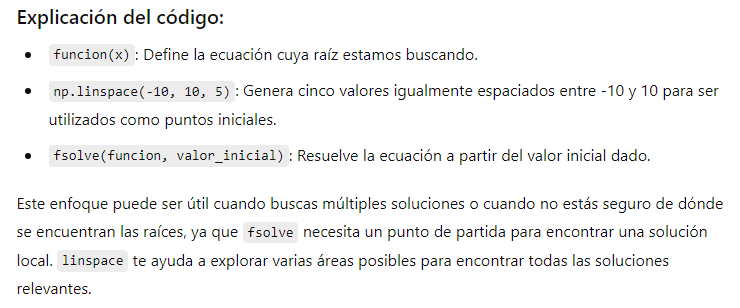 Explicación del código:
• funcion(x) : Define la ecuación cuya raíz estamos buscando.
• np.linspace(-10, 10, 5) : Genera cinco valores igualmente espaciados entre -10 y 10 para ser
utilizados como puntos iniciales.
• fsolve(funcion, valor_inicial) : Resuelve la ecuación a partir del valor inicial dado.
Este enfoque puede ser útil cuando buscas múltiples soluciones o cuando no estás seguro de dónde
se encuentran las raíces, ya que fsolve necesita un punto de partida para encontrar una solución
local. linspace te ayuda a explorar varias áreas posibles para encontrar todas las soluciones
relevantes.